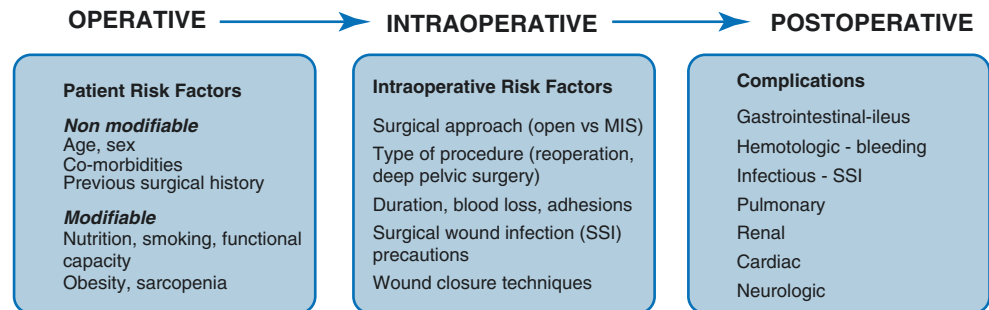 OPERATIVE
INTRAOPERATIVE
POSTOPERATIVE
Patient Risk Factors
Non modifiable
Age, sex
Co-morbidities
Previous surgical history
Modifiable
Nutrition, smoking, functional
capacity
Obesity, sarcopenia
Intraoperative Risk Factors
Surgical approach (open vs MIS)
Type of procedure (reoperation,
deep pelvic surgery)
Duration, blood loss, adhesions
Surgical wound infection (SSI)
precautions
Wound closure techniques
Complications
Gastrointestinal-ileus
Hemotologic - bleeding
Infectious - SSI
Pulmonary
Renal
Cardiac
Neurologic